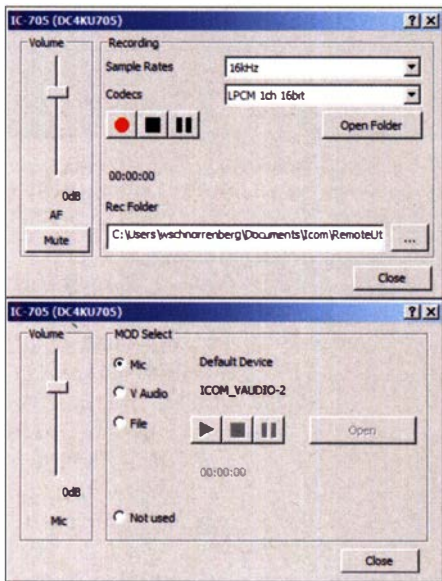 IC-705 (DC4KU705)
Volume
Recording
Sample Rates
16kHz
Codecs
LPCM 1ch 16bit
Open Folder
00:00:00
0dB
AF
Rec Folder
Mute
C:\Users\wschnorrenberg\Documents\Icom\RemoteUt
...
Close
IC-705 (DC4KU705)
Volume
MOD Select
Mic
Default Device
V Audio
ICOM_VAUDIO-2
File
Open
00:00:00
0dB
Mic
Not used
Close